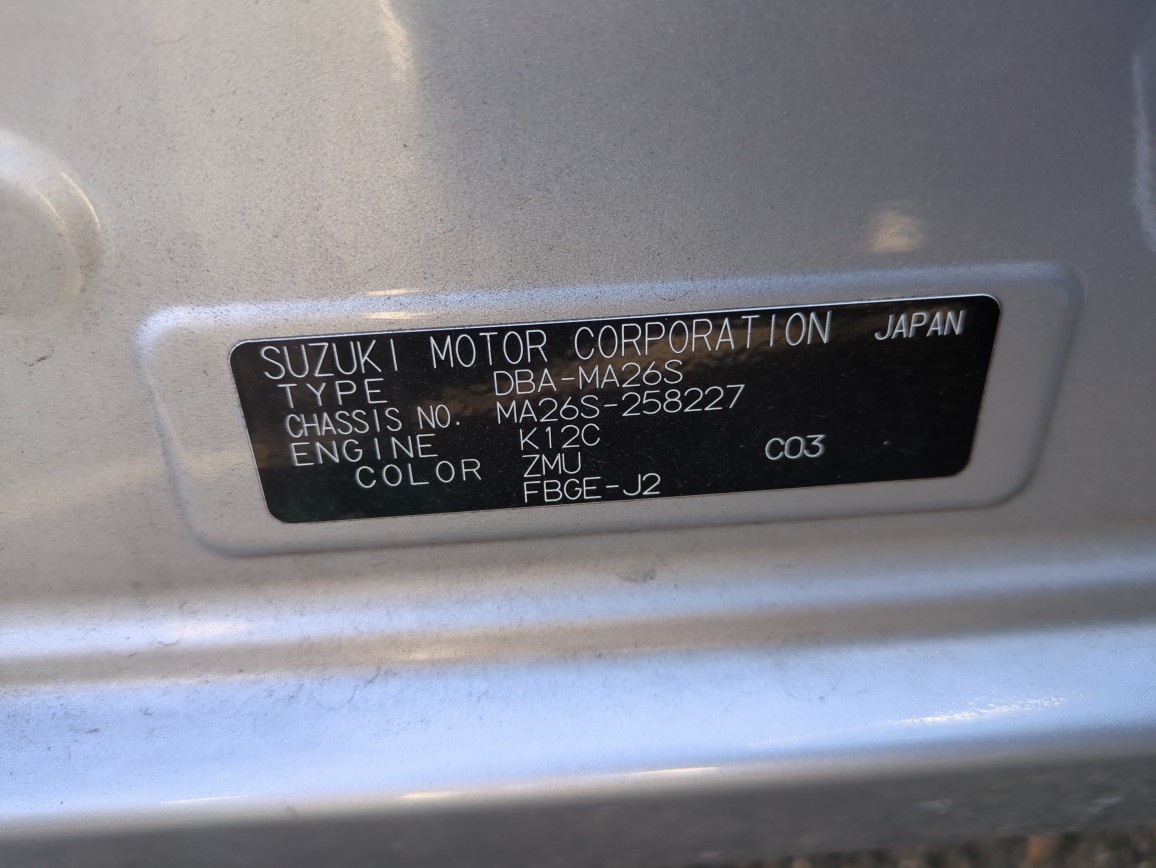 SUZUKI MOTOR CORPORATION JAPAN
TYPE DBA-MA26S
CHASSIS NO. MA26S-258227
ENGINE K12C
COLOR ZMU C03
FBGE-J2